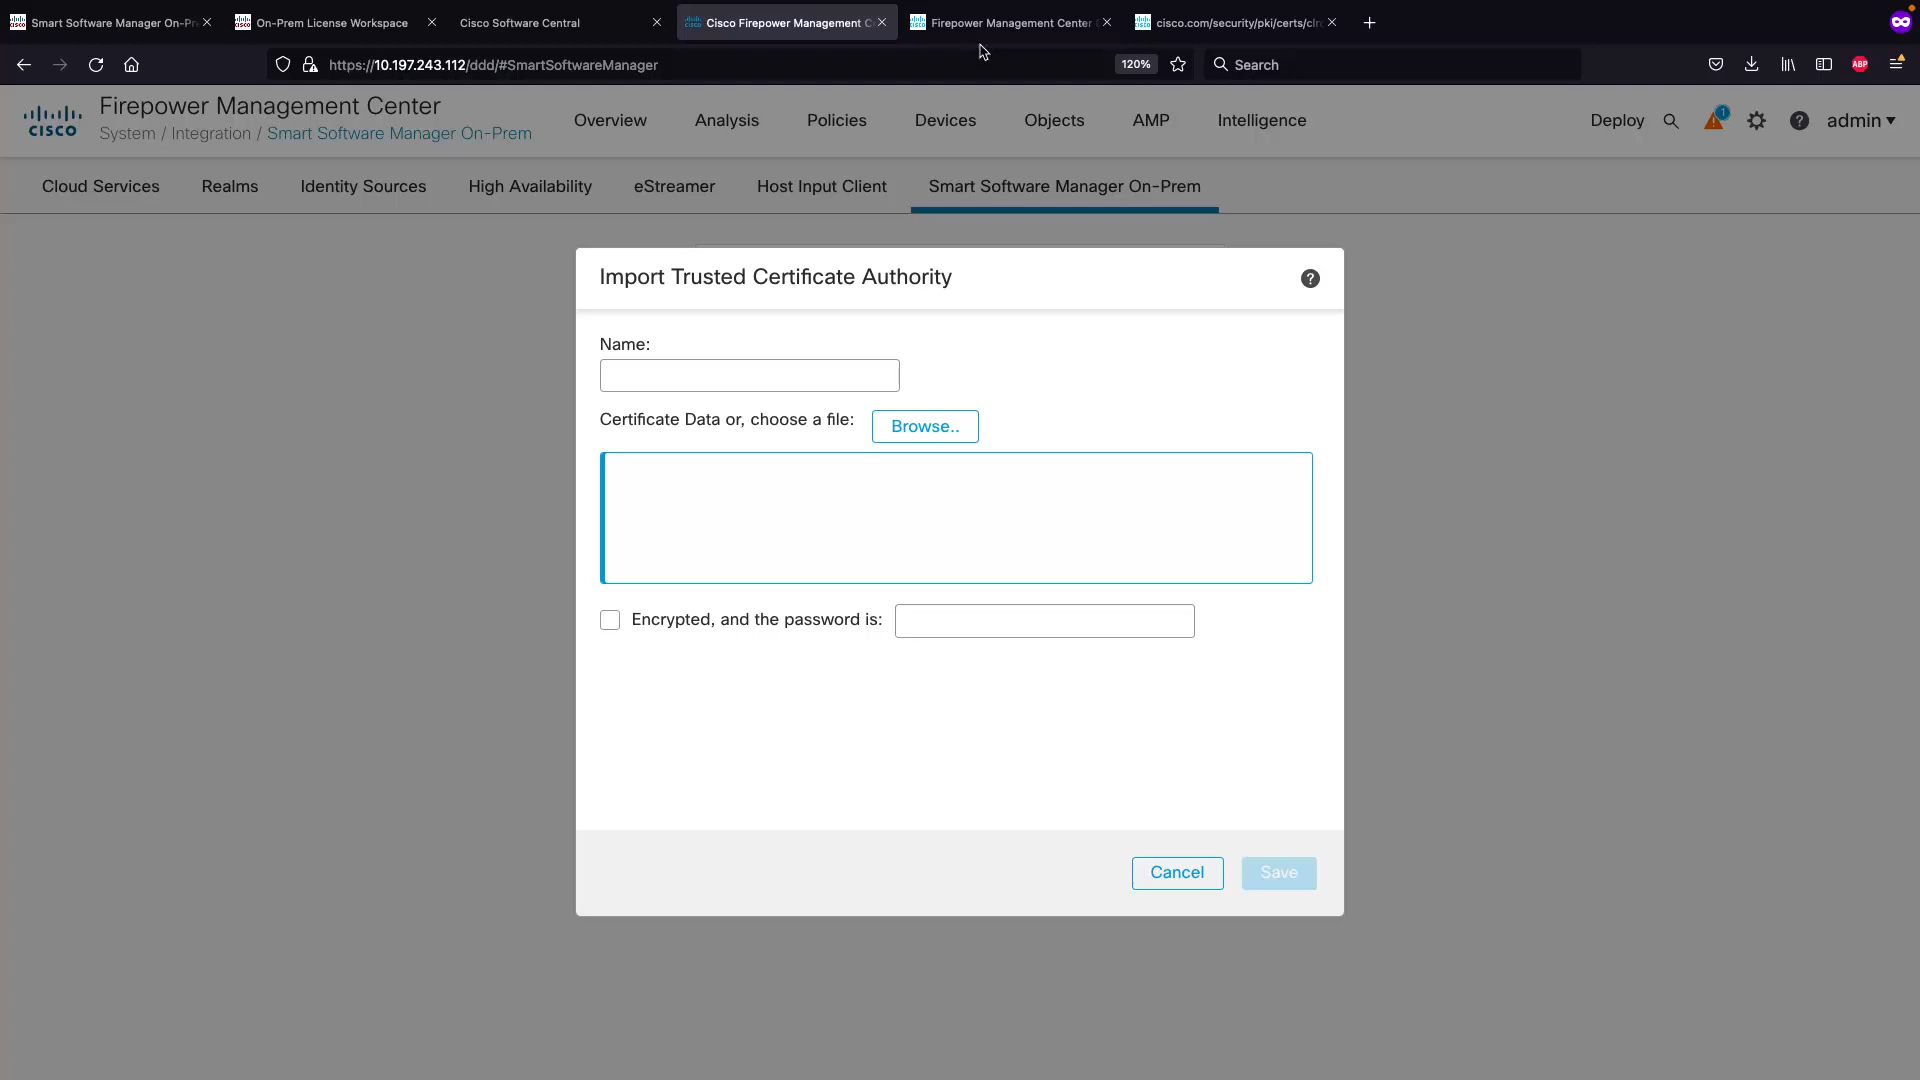 Smart Software Manager On-Pr
On-Prem License Workspace
Cisco Software Central
Cisco Firepower Management C
Firepower Management Center
cisco.com/security/pki/certs/clrc
https://10.197.243.112/ddd/#SmartSoftwareManager
120%
Search
ABP
CISCO
Firepower Management Center
System / Integration / Smart Software Manager On-Prem
Overview
Analysis
Policies
Devices
Objects
AMP
Intelligence
Deploy
1
?
admin
Cloud Services
Realms
Identity Sources
High Availability
eStreamer
Host Input Client
Smart Software Manager On-Prem
Import Trusted Certificate Authority
?
Name:
Certificate Data or, choose a file:
Browse..
Encrypted, and the password is:
Cancel
Save